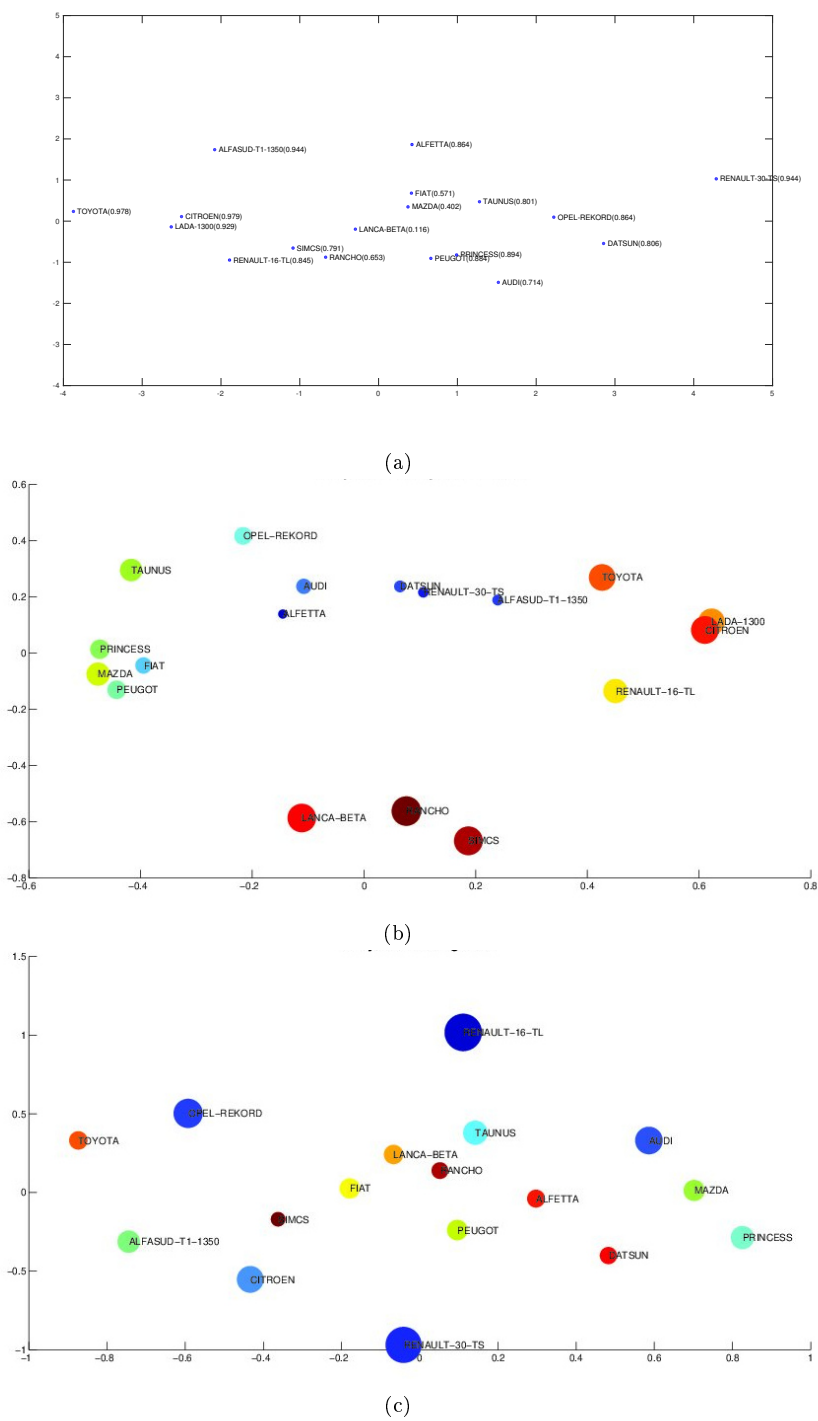 5
4
3
2
ALFETTA(0.864)
ALFASUD-T1-1350(0.944)
1
RENAULT-30-TS(0.944)
FIAT(0.571)
TAUNUS(0.801)
MAZDA(0.402)
TOYOTA(0.978)
CITROEN(0.979)
OPEL-REKORD(0.864)
0
LADA-1300(0.929)
LANCA-BETA(0.116)
DATSUN(0.806)
SIMCS(0.791)
PRINCESS(0.894)
RENAULT-16-TL(0.845)
RANCHO(0.653)
PEUGOT(0.884)
-1
AUDI(0.714)
-2
-3
-4
-4 -3 -2 -1 0 1 2 3 4 5
(a)
0.6
OPEL-REKORD
0.4
TAUNUS
TOYOTA
AUDI
DATSUN
RENAULT-30-TS
0.2
ALFASUD-T1-1350
ALFETTA
LADA-1300
CITROEN
PRINCESS
0
FIAT
MAZDA
PEUGOT
RENAULT-16-TL
-0.2
-0.4
RANCHO
LANCA-BETA
-0.6
SIMCS
-0.8
-0.6 -0.4 -0.2 0 0.2 0.4 0.6 0.8
(b)
1.5
RENAULT-16-TL
1
OPEL-REKORD
0.5
TAUNUS
TOYOTA
AUDI
LANCA-BETA
RANCHO
FIAT
MAZDA
0
ALFETTA
SIMCS
PEUGOT
PRINCESS
ALFASUD-T1-1350
DATSUN
-0.5
CITROEN
RENAULT-30-TS
-1
-1 -0.8 -0.6 -0.4 -0.2 0 0.2 0.4 0.6 0.8 1
(c)